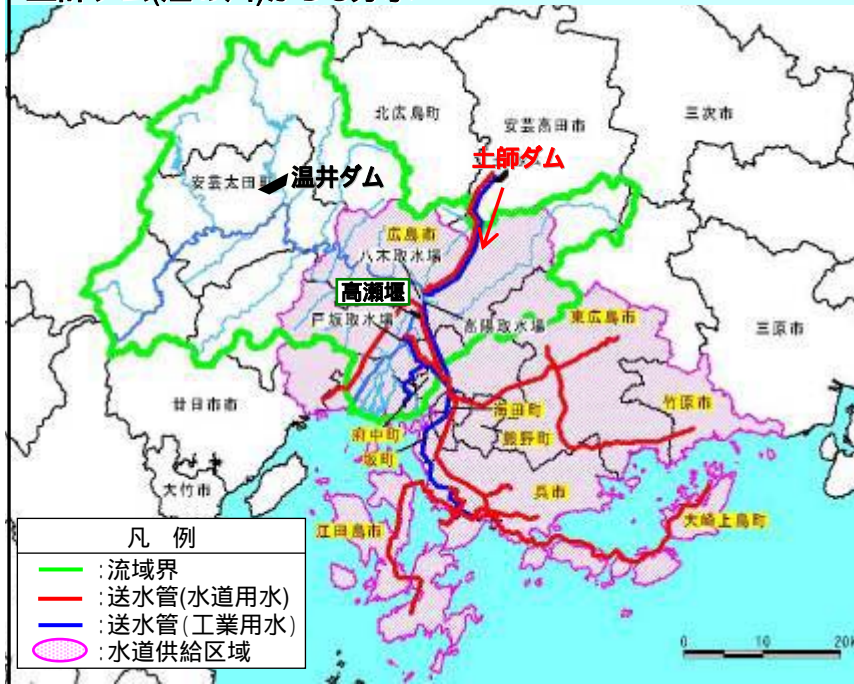 北広島町
安芸高田市
三次市
土師ダム
安芸太田町
温井ダム
広島市
八木取水場
高瀬堰
戸坂取水場
高陽取水場
東広島市
三原市
廿日市市
海田町
竹原市
府中町
熊野町
坂町
大竹市
呉市
江田島市
大崎上島町
凡 例
:流域界
:送水管(水道用水)
:送水管(工業用水)
:水道供給区域
0 10 20k